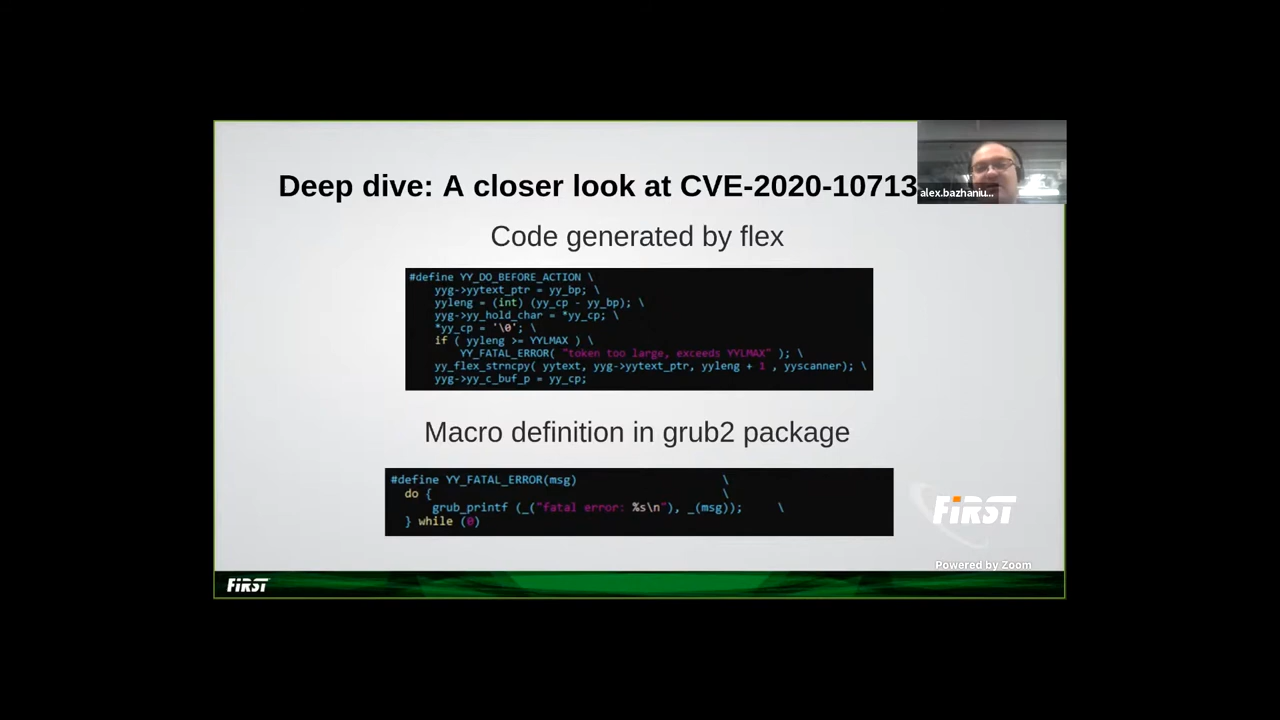 Deep dive: A closer look at CVE-2020-10713
alex.bazhaniu...
Code generated by flex
#define YY_DO_BEFORE_ACTION \
yyg->yytext_ptr = yy_bp; \
yyleng = (int) (yy_cp - yy_bp); \
yyg->yy_hold_char = *yy_cp; \
*yy_cp = '\0'; \
if ( yyleng >= YYLMAX ) \
YY_FATAL_ERROR( "token too large, exceeds YYLMAX" ); \
yy_flex_strncpy( yytext, yyg->yytext_ptr, yyleng + 1 , yyscanner); \
yyg->yy_c_buf_p = yy_cp;
Macro definition in grub2 package
#define YY_FATAL_ERROR(msg) \
do { \
grub_printf (_("fatal error: %s\n"), _(msg)); \
} while (0)
FiRST
Powered by Zoom
FiRST